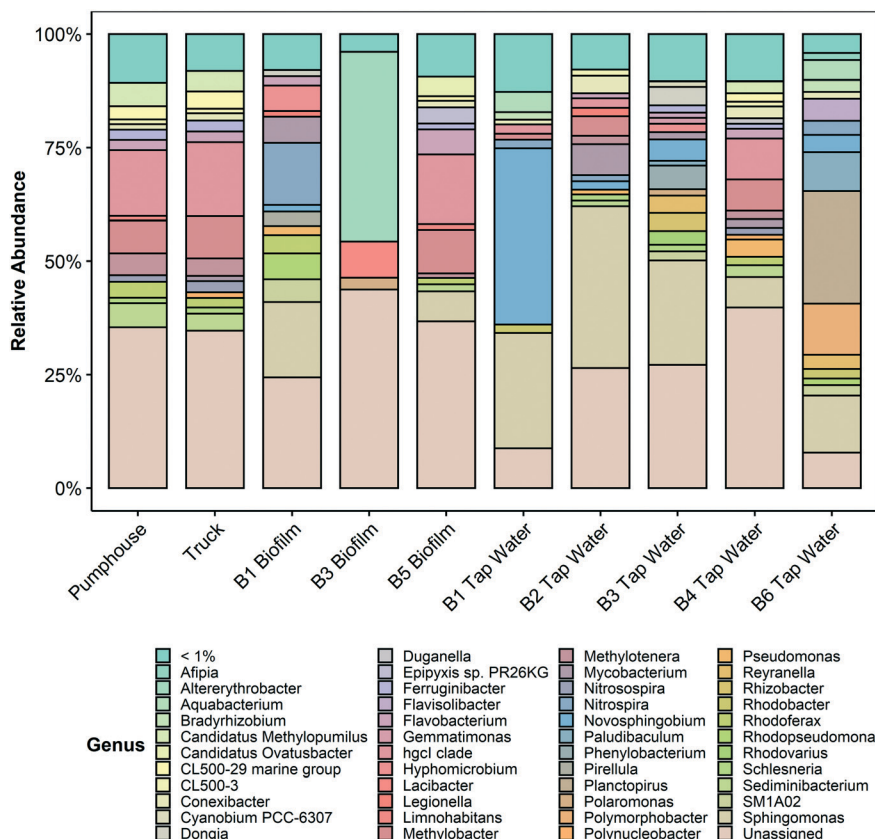 100%
75%
50%
25%
0%
Relative Abundance
Pumphouse
Truck
B1 Biofilm
B3 Biofilm
B5 Biofilm
B1 Tap Water
B2 Tap Water
B3 Tap Water
B4 Tap Water
B6 Tap Water
Genus
< 1%
Afipia
Altererythrobacter
Aquabacterium
Bradyrhizobium
Candidatus Methylopumilus
Candidatus Ovatusbacter
CL500-29 marine group
CL500-3
Conexibacter
Cyanobium PCC-6307
Dongia
Duganella
Epipyxis sp. PR26KG
Ferruginibacter
Flavisolibacter
Flavobacterium
Gemmatimonas
hgcI clade
Hyphomicrobium
Lacibacter
Legionella
Limnohabitans
Methylobacter
Methylotenera
Mycobacterium
Nitrosospira
Nitrospira
Novosphingobium
Paludibaculum
Phenylobacterium
Pirellula
Planctopirus
Polaromonas
Polymorphobacter
Polynucleobacter
Pseudomonas
Reyranella
Rhizobacter
Rhodobacter
Rhodoferax
Rhodopseudomona
Rhodovarius
Schlesneria
Sediminibacterium
SM1A02
Sphingomonas
Unassigned